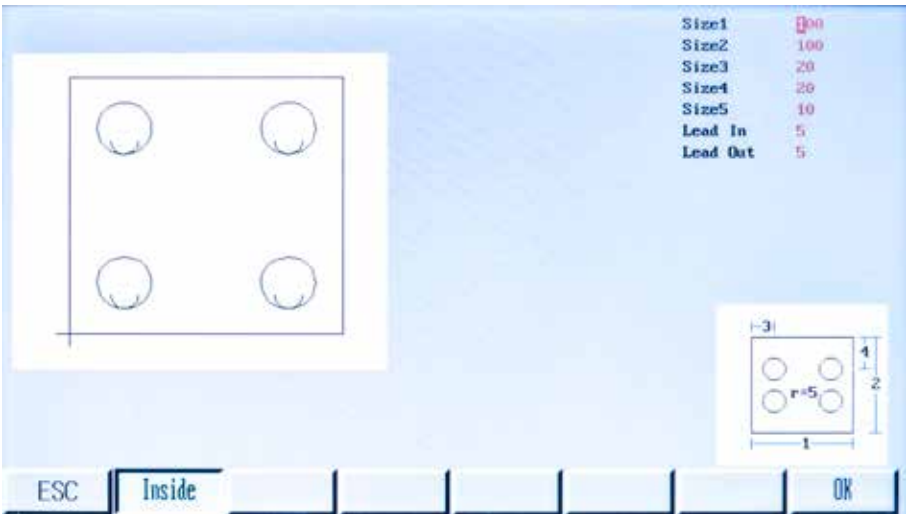 Size1 100
Size2 100
Size3 20
Size4 20
Size5 10
Lead In 5
Lead Out 5
3
4
2
r=5
1
ESC Inside OK